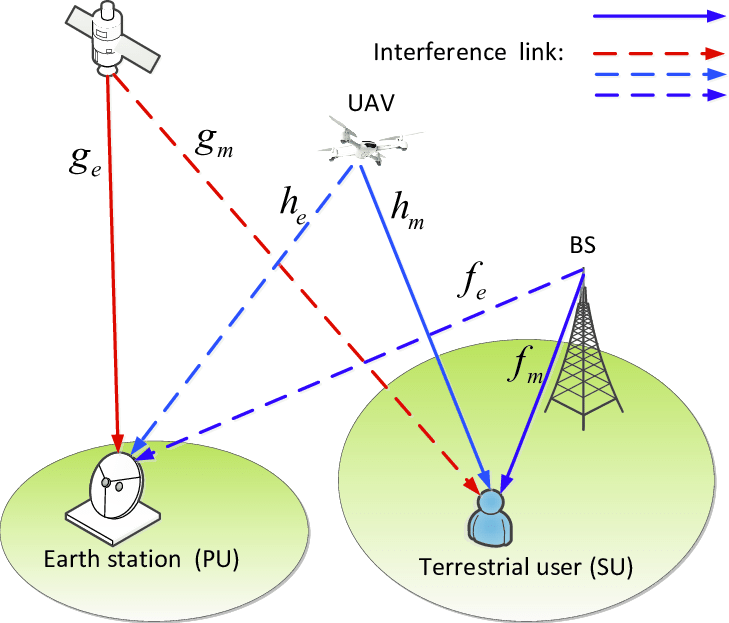 Interference link:
UAV
g_e
g_m
h_e
h_m
BS
f_e
f_m
Earth station (PU)
Terrestrial user (SU)